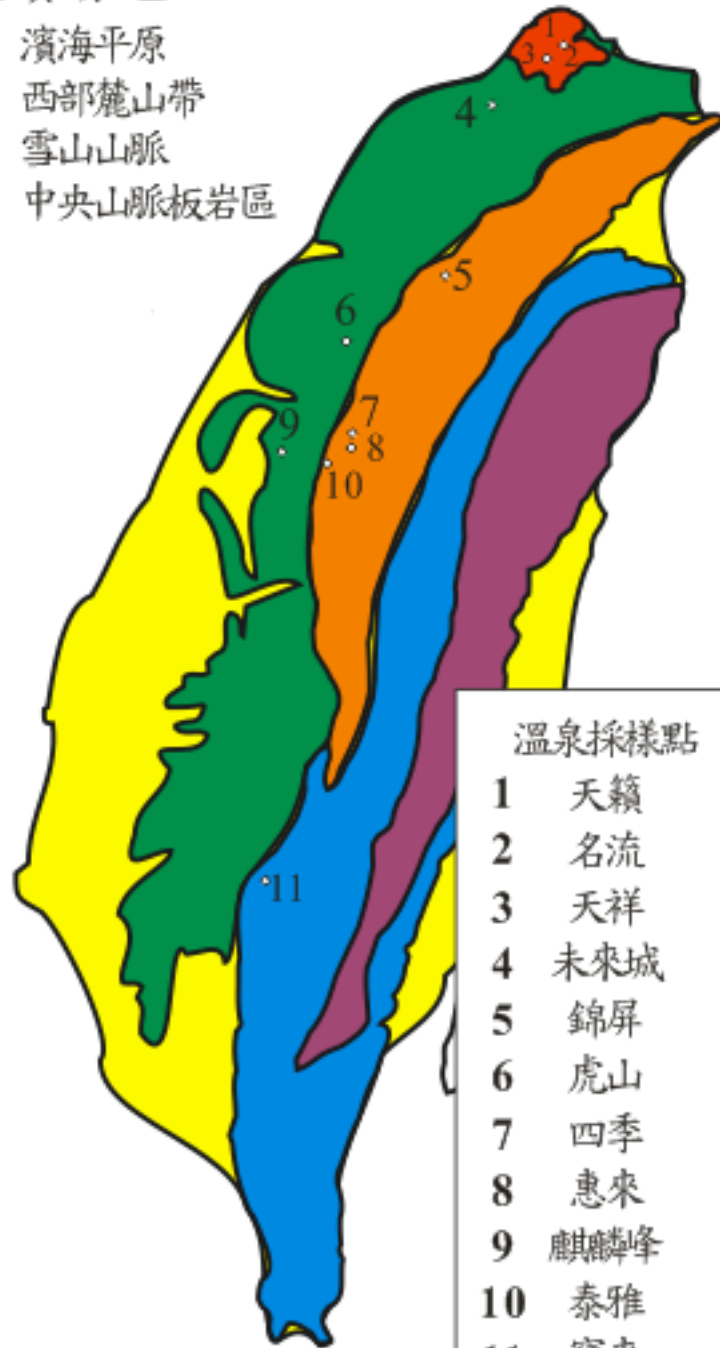 濱海平原
西部麓山帶
雪山山脈
中央山脈板岩區
1
2
3
4
5
6
7
8
9
10
11
溫泉採樣點
1 天籟
2 名流
3 天祥
4 未來城
5 錦屏
6 虎山
7 四季
8 惠來
9 麒麟峰
10 泰雅